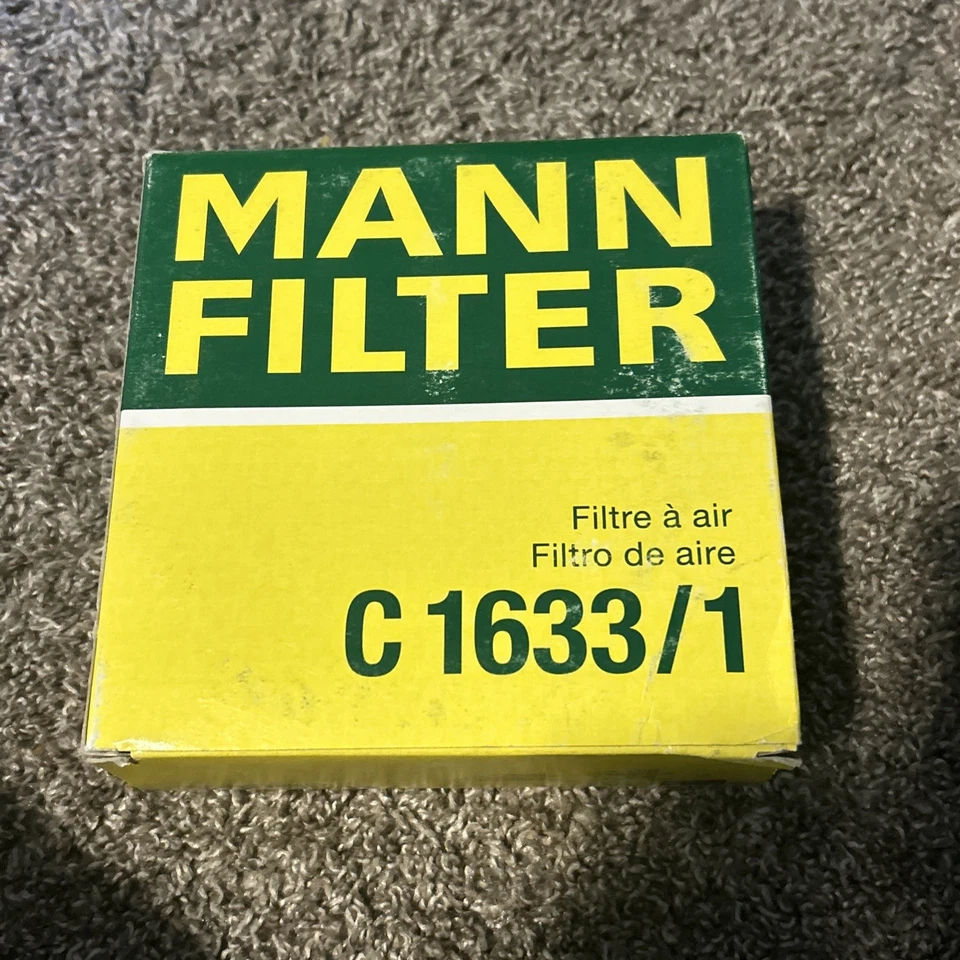 MANN
FILTER
Filtre à air
Filtro de aire
C 1633/1